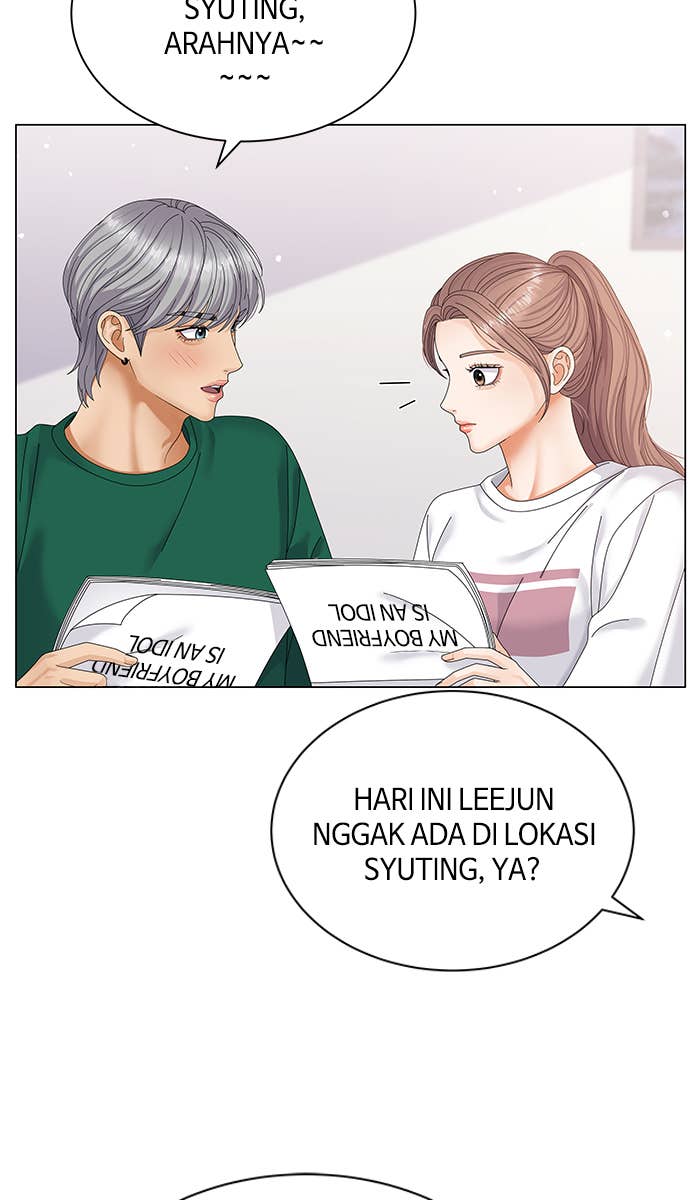 SYUTING,
ARAHNYA~~
~~~
MY BOYFRIEND
IS AN IDOL
MY BOYFRIEND
IS AN IDOL
HARI INI LEEJUN
NGGAK ADA DI LOKASI
SYUTING, YA?